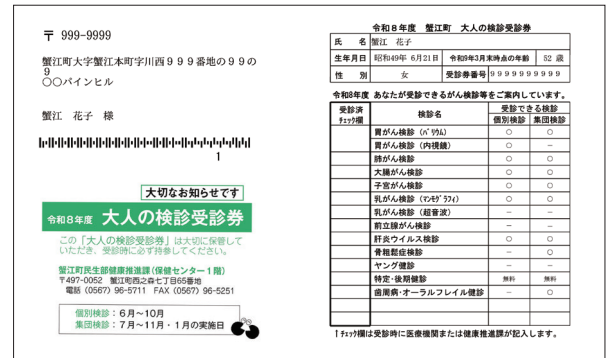 〒 999-9999
蟹江町大字蟹江本町字川西９９９番地の９９の
９
○○パインヒル
蟹江 花子 様
1
大切なお知らせです
令和８年度 大人の検診受診券
この「大人の検診受診券」は大切に保管して
いただき、受診時に必ず持参してください。
蟹江町民生部健康推進課（保健センター１階）
〒497-0052 蟹江町西之森七丁目65番地
電話 (0567) 96-5711 FAX (0567) 96-5251
個別検診：６月～10月
集団検診：７月～11月・１月の実施日
令和８年度 蟹江町 大人の検診受診券
氏 名 蟹江 花子
生年月日 昭和49年 6月21日 令和9年3月末時点の年齢 52 歳
性 別 女 受診券番号 9999999999
令和8年度 あなたが受診できるがん検診等をご案内しています。
受診済 ﾁｪｯｸ欄 検診名 受診できる検診
個別検診 集団検診
胃がん検診（ﾊﾞﾘｳﾑ） ○ ○
胃がん検診（内視鏡） ○ −
肺がん検診 ○ ○
大腸がん検診 ○ ○
子宮がん検診 ○ ○
乳がん検診（ﾏﾝﾓｸﾞﾗﾌｨ） ○ ○
乳がん検診（超音波） − −
前立腺がん検診 − −
肝炎ウイルス検診 ○ ○
骨粗鬆症検診 − ○
ヤング健診 − −
特定・後期健診 無料 無料
歯周病・オーラルフレイル健診 − ○
↑ﾁｪｯｸ欄は受診時に医療機関または健康推進課が記入します。